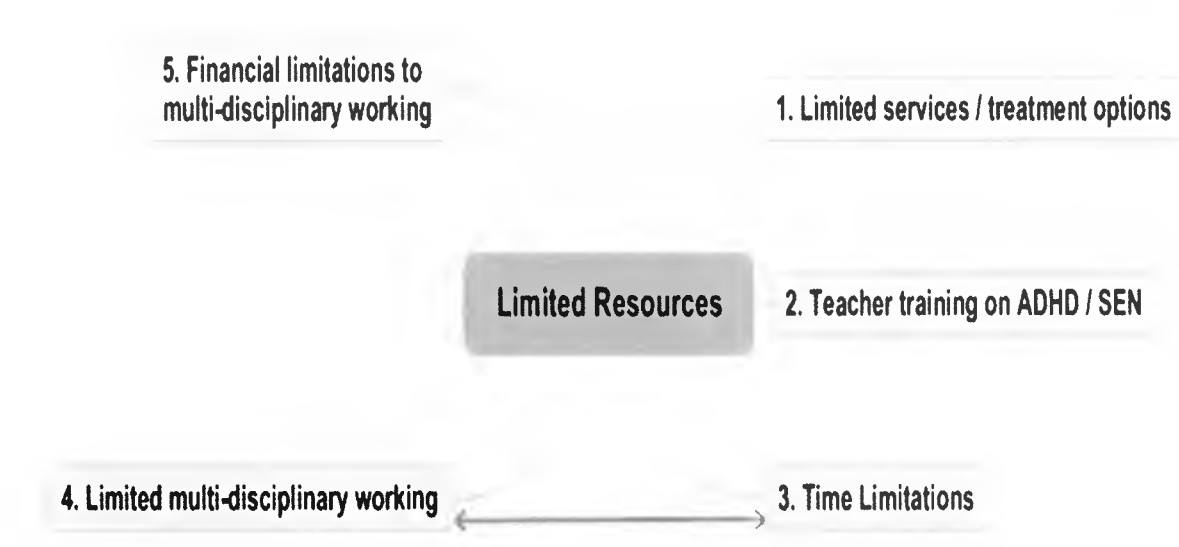 5. Financial limitations to
multi-disciplinary working
1. Limited services / treatment options
Limited Resources
2. Teacher training on ADHD / SEN
4. Limited multi-disciplinary working
3. Time Limitations